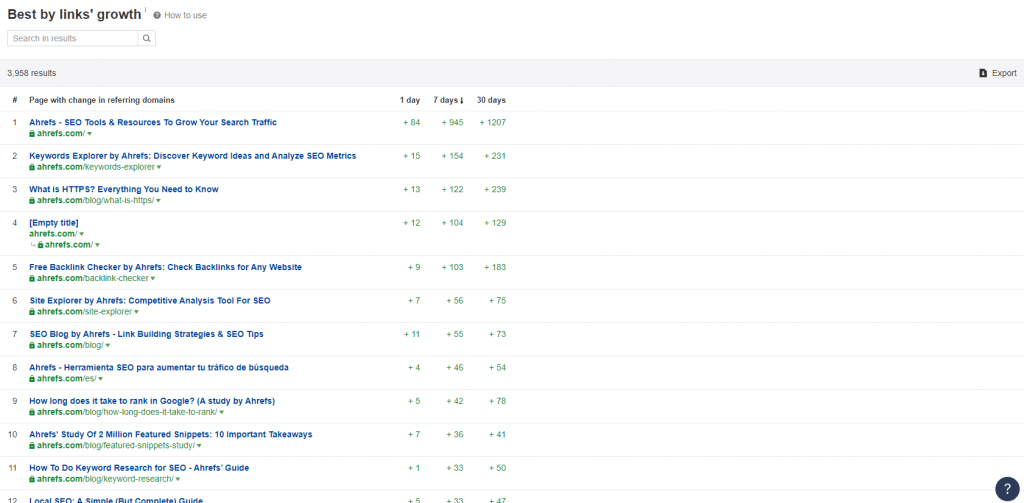 Best by links' growth i ? How to use
Search in results
3,958 results Export
# Page with change in referring domains 1 day 7 days↓ 30 days
1 Ahrefs - SEO Tools & Resources To Grow Your Search Traffic + 84 + 945 + 1207
ahrefs.com/
2 Keywords Explorer by Ahrefs: Discover Keyword Ideas and Analyze SEO Metrics + 15 + 154 + 231
ahrefs.com/keywords-explorer
3 What is HTTPS? Everything You Need to Know + 13 + 122 + 239
ahrefs.com/blog/what-is-https/
4 [Empty title] + 12 + 104 + 129
ahrefs.com/
ahrefs.com/
5 Free Backlink Checker by Ahrefs: Check Backlinks for Any Website + 9 + 103 + 183
ahrefs.com/backlink-checker
6 Site Explorer by Ahrefs: Competitive Analysis Tool For SEO + 7 + 56 + 75
ahrefs.com/site-explorer
7 SEO Blog by Ahrefs - Link Building Strategies & SEO Tips + 11 + 55 + 73
ahrefs.com/blog/
8 Ahrefs - Herramienta SEO para aumentar tu tráfico de búsqueda + 4 + 46 + 54
ahrefs.com/es/
9 How long does it take to rank in Google? (A study by Ahrefs) + 5 + 42 + 78
ahrefs.com/blog/how-long-does-it-take-to-rank/
10 Ahrefs' Study Of 2 Million Featured Snippets: 10 Important Takeaways + 7 + 36 + 41
ahrefs.com/blog/featured-snippets-study/
11 How To Do Keyword Research for SEO - Ahrefs' Guide + 1 + 33 + 50
ahrefs.com/blog/keyword-research/
12 Local SEO: A Simple (But Complete) Guide + 5 + 33 + 47
?